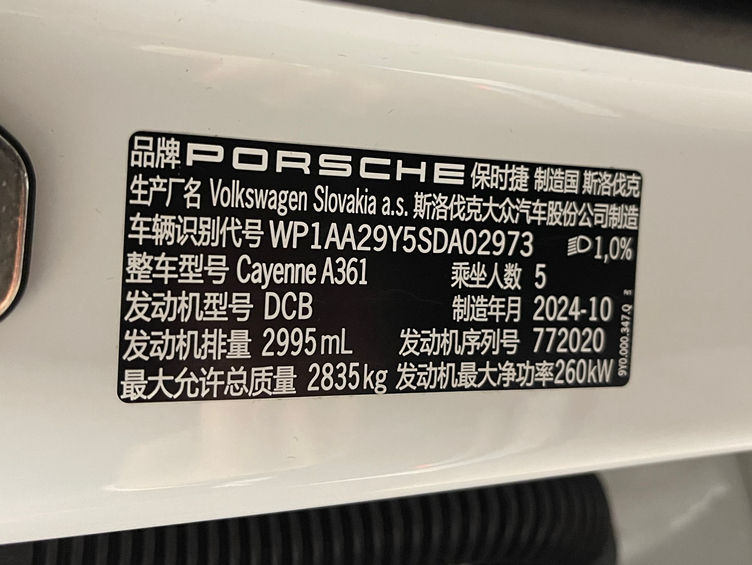 品牌 PORSCHE 保时捷 制造国 斯洛伐克
生产厂名 Volkswagen Slovakia a.s. 斯洛伐克大众汽车股份公司制造
车辆识别代号 WP1AA29Y5SDA02973 1,0%
整车型号 Cayenne A361 乘坐人数 5
发动机型号 DCB 制造年月 2024-10
发动机排量 2995mL 发动机序列号 772020
最大允许总质量 2835kg 发动机最大净功率260kW
9Y0.000.347.Q